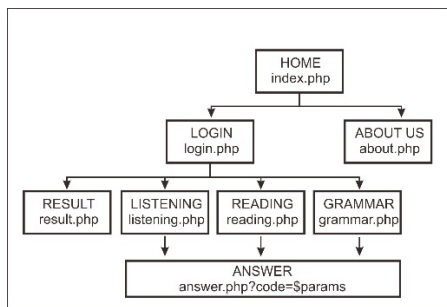 HOME
index.php
LOGIN
login.php
ABOUT US
about.php
RESULT
result.php
LISTENING
listening.php
READING
reading.php
GRAMMAR
grammar.php
ANSWER
answer.php?code=$params